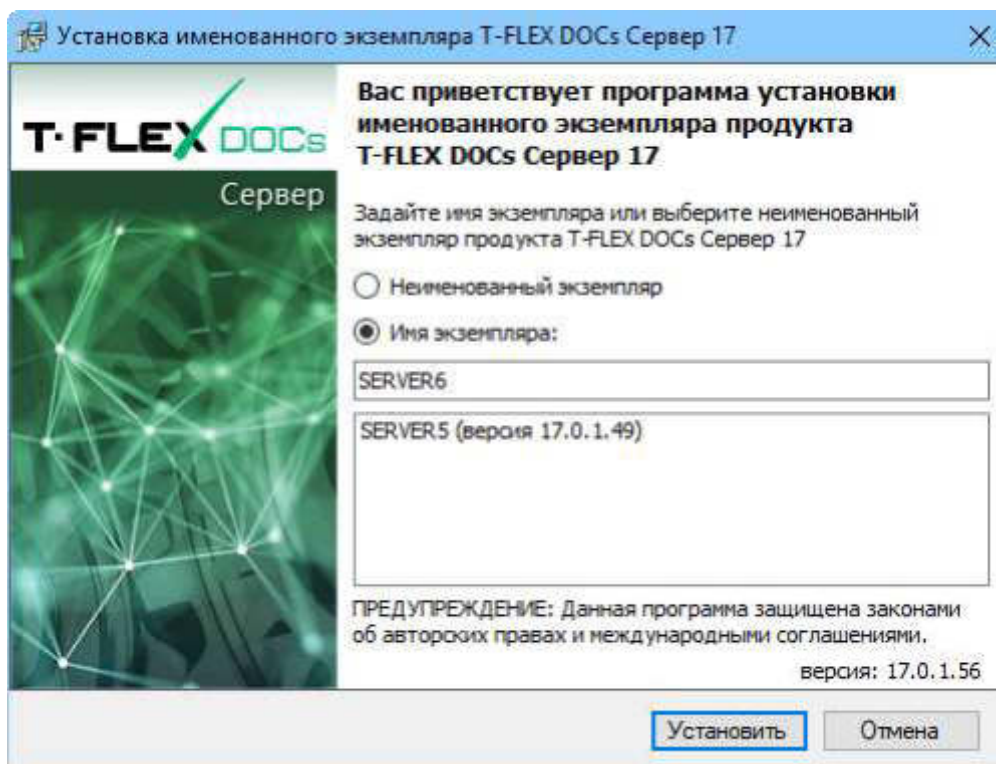 Установка именованного экземпляра T-FLEX DOCs Сервер 17
T-FLEX DOCs
Сервер
Вас приветствует программа установки
именованного экземпляра продукта
T-FLEX DOCs Сервер 17
Задайте имя экземпляра или выберите неименованный
экземпляр продукта T-FLEX DOCs Сервер 17
Неименованный экземпляр
Имя экземпляра:
SERVER6
SERVER5 (версия 17.0.1.49)
ПРЕДУПРЕЖДЕНИЕ: Данная программа защищена законами
об авторских правах и международными соглашениями.
версия: 17.0.1.56
Установить
Отмена